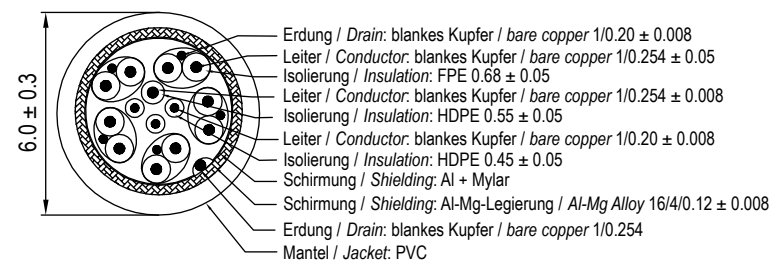 6.0 ± 0.3
Erdung / Drain: blankes Kupfer / bare copper 1/0.20 ± 0.008
Leiter / Conductor: blankes Kupfer / bare copper 1/0.254 ± 0.05
Isolierung / Insulation: FPE 0.68 ± 0.05
Leiter / Conductor: blankes Kupfer / bare copper 1/0.254 ± 0.008
Isolierung / Insulation: HDPE 0.55 ± 0.05
Leiter / Conductor: blankes Kupfer / bare copper 1/0.20 ± 0.008
Isolierung / Insulation: HDPE 0.45 ± 0.05
Schirmung / Shielding: Al + Mylar
Schirmung / Shielding: Al-Mg-Legierung / Al-Mg Alloy 16/4/0.12 ± 0.008
Erdung / Drain: blankes Kupfer / bare copper 1/0.254
Mantel / Jacket: PVC